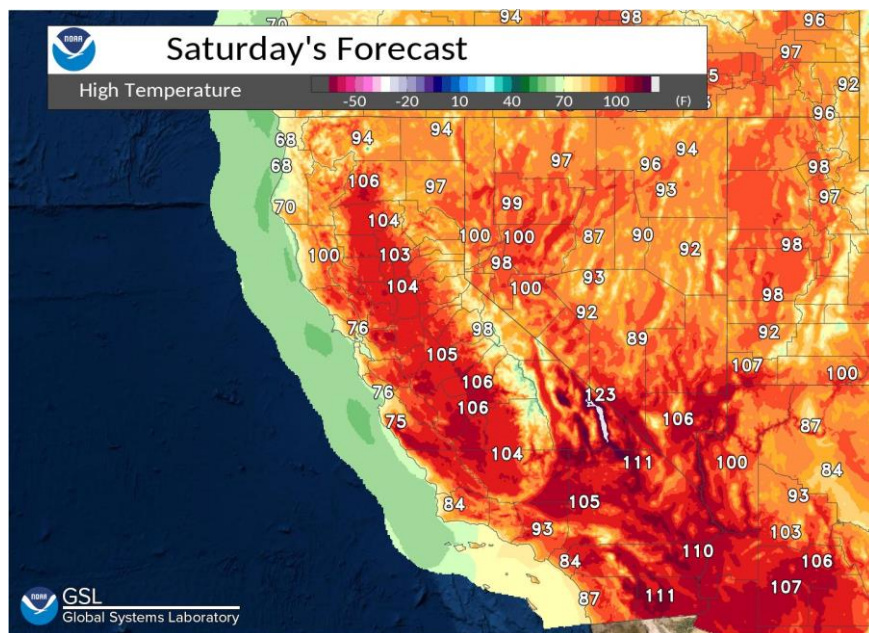 70 94 98 96
NOAA
Saturday's Forecast
97
High Temperature
-50 -20 10 40 70 100 (F)
92
96
68 94 94
68 97 96 94 98
106 97 93 97
70 104 99
100 103 100 100 87 90 92 98
104 98 93
100 98
76 98 92 92
105 89
106 107 100
76 106 123
75 106 87
104 111 100 84
105 93
84 93 103
84 110 106
107
87 111
NOAA
GSL
Global Systems Laboratory